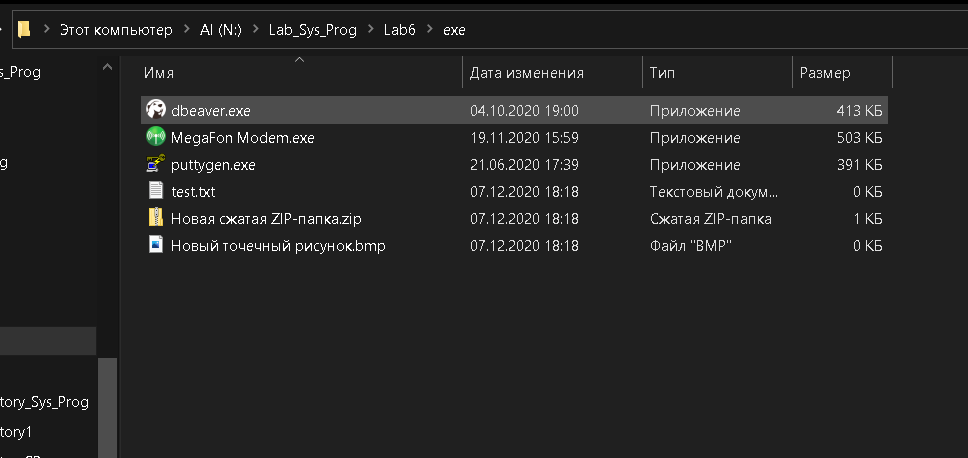 Этот компьютер > AI (N:) > Lab_Sys_Prog > Lab6 > exe
s_Prog
g
tory_Sys_Prog
tory1
Имя Дата изменения Тип Размер
dbeaver.exe 04.10.2020 19:00 Приложение 413 КБ
MegaFon Modem.exe 19.11.2020 15:59 Приложение 503 КБ
puttygen.exe 21.06.2020 17:39 Приложение 391 КБ
test.txt 07.12.2020 18:18 Текстовый докум... 0 КБ
Новая сжатая ZIP-папка.zip 07.12.2020 18:18 Сжатая ZIP-папка 1 КБ
Новый точечный рисунок.bmp 07.12.2020 18:18 Файл "BMP" 0 КБ